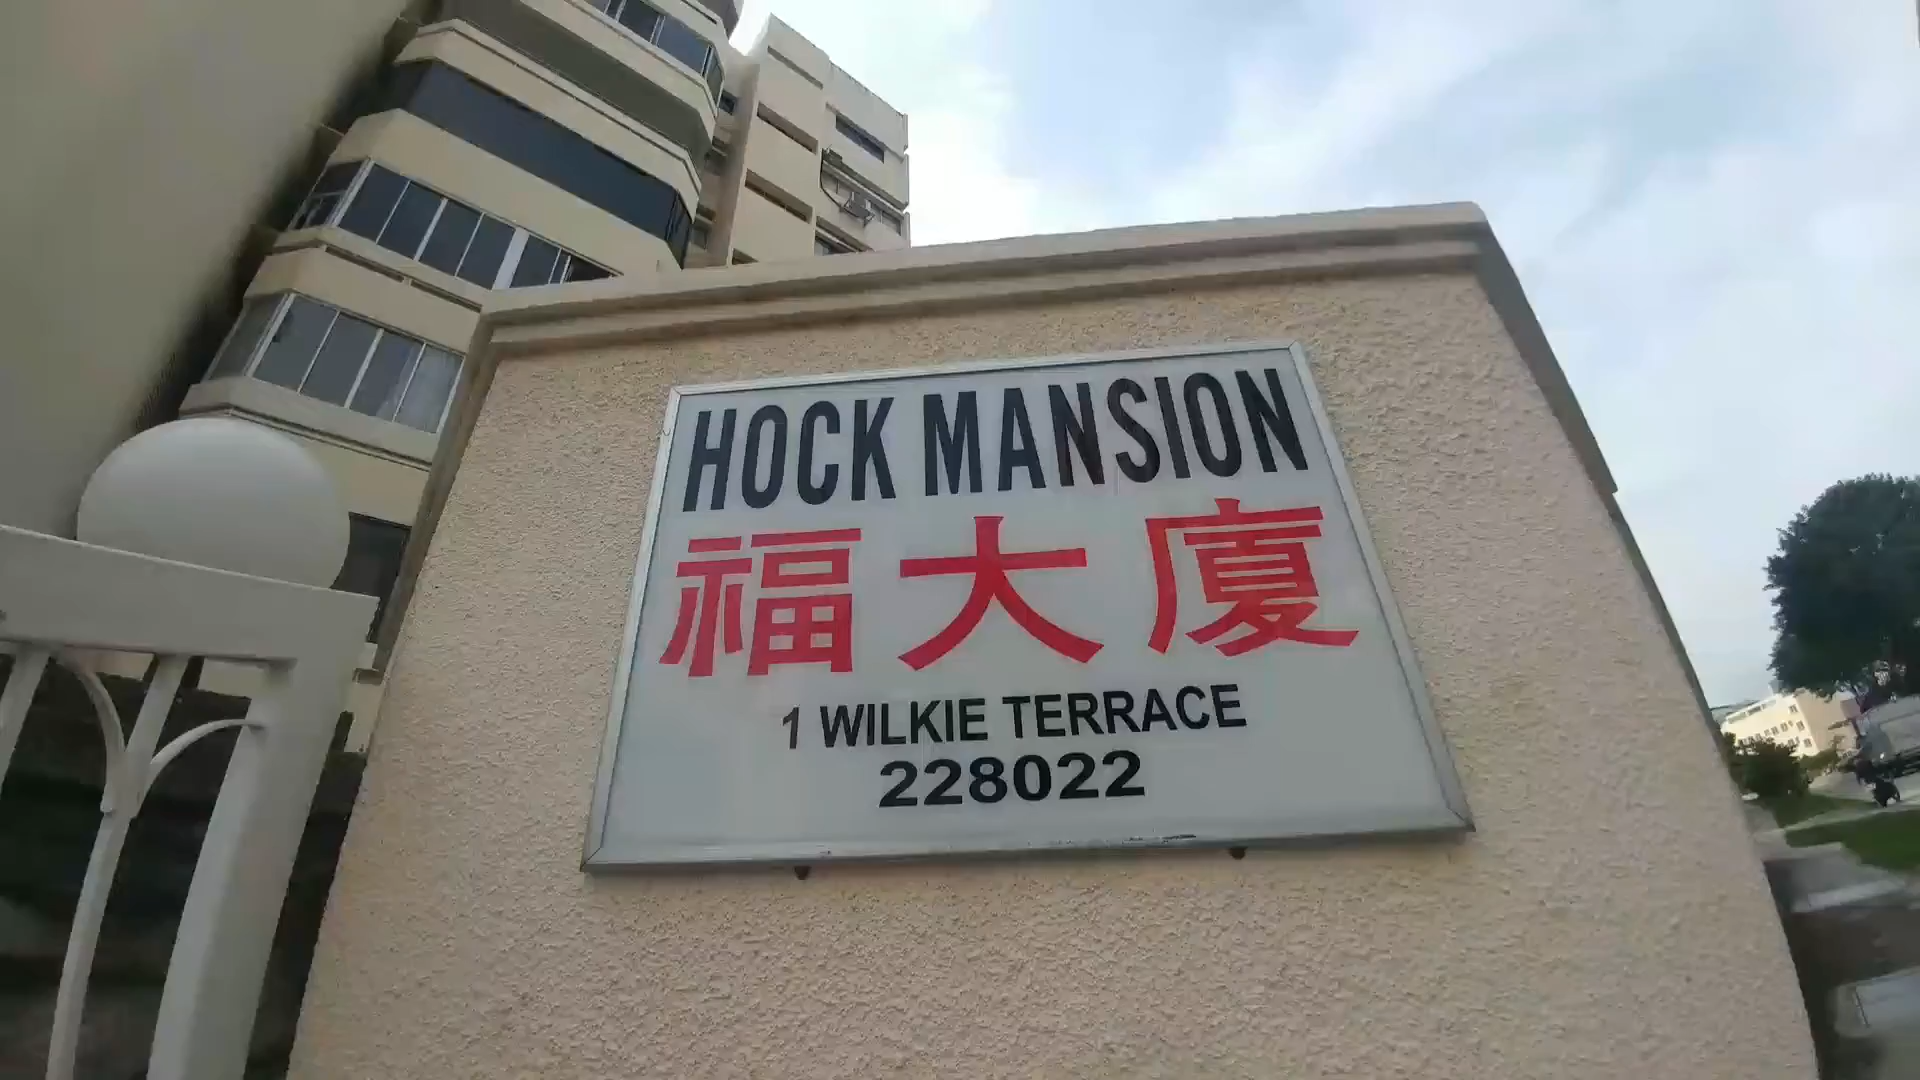 HOCK MANSION
福大廈
1 WILKIE TERRACE
228022